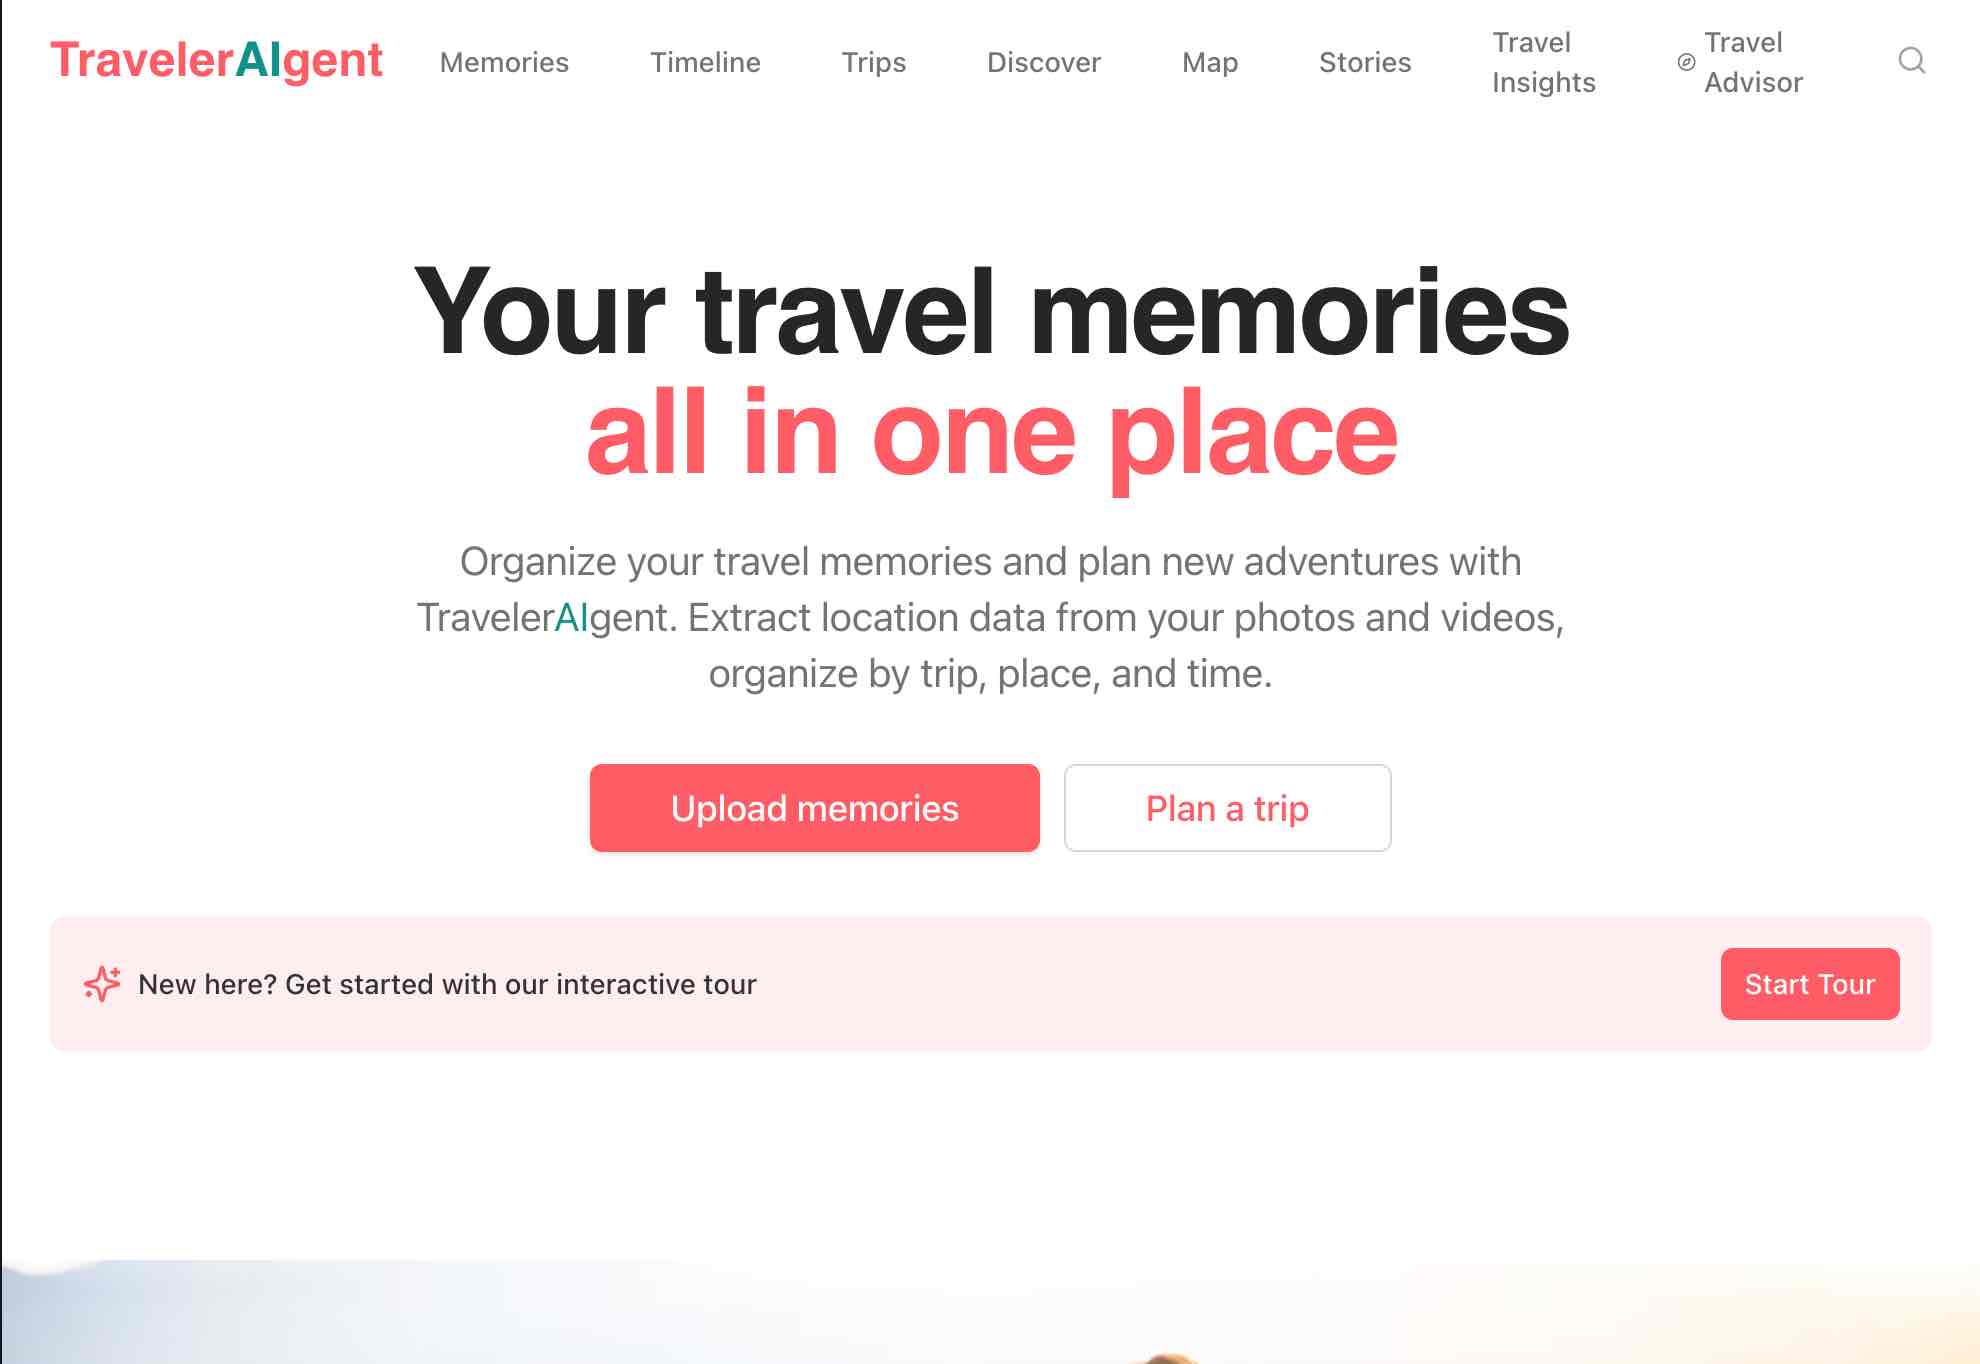 TravelerAIgent
Memories
Timeline
Trips
Discover
Map
Stories
Travel
Insights
Travel
Advisor
Your travel memories
all in one place
Organize your travel memories and plan new adventures with
TravelerAIgent. Extract location data from your photos and videos,
organize by trip, place, and time.
Upload memories
Plan a trip
New here? Get started with our interactive tour
Start Tour